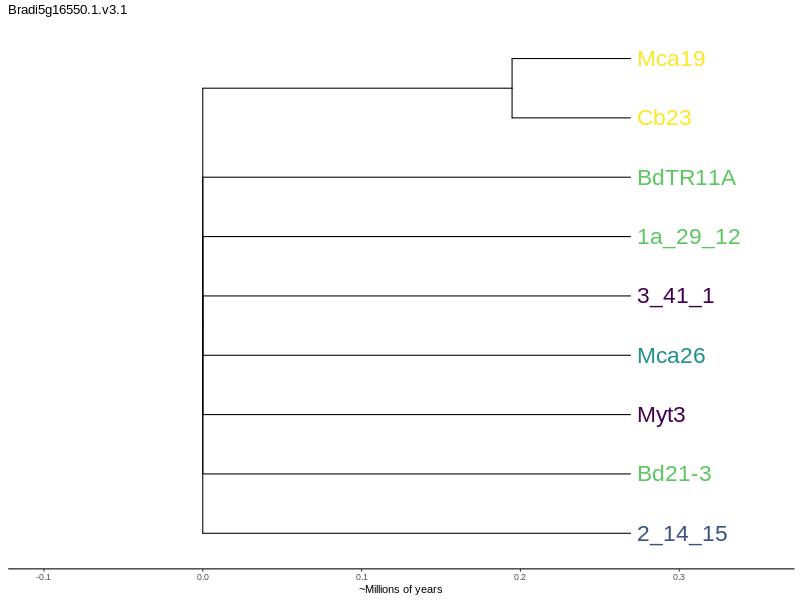 Bradi5g16550.1.v3.1
Mca19
Cb23
BdTR11A
1a_29_12
3_41_1
Mca26
Myt3
Bd21-3
2_14_15
-0.1 0.0 0.1 0.2 0.3
~Millions of years